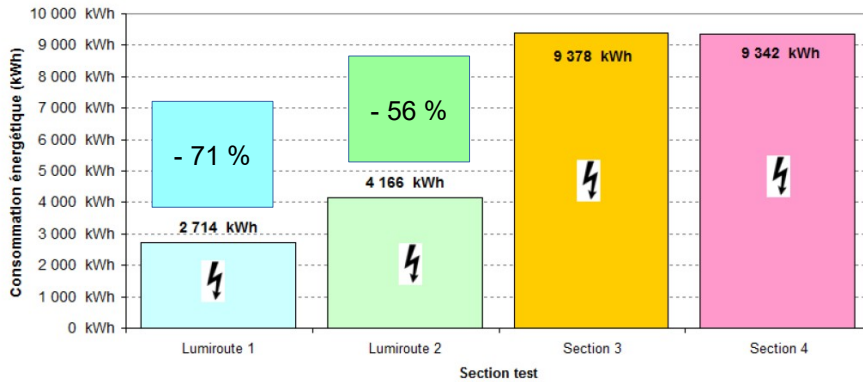 Consommation énergétique (kWh)
10 000 kWh
9 000 kWh
8 000 kWh
7 000 kWh
6 000 kWh
5 000 kWh
4 000 kWh
3 000 kWh
2 000 kWh
1 000 kWh
0 kWh
- 71 %
- 56 %
2 714 kWh
4 166 kWh
9 378 kWh
9 342 kWh
Lumiroute 1
Lumiroute 2
Section 3
Section 4
Section test